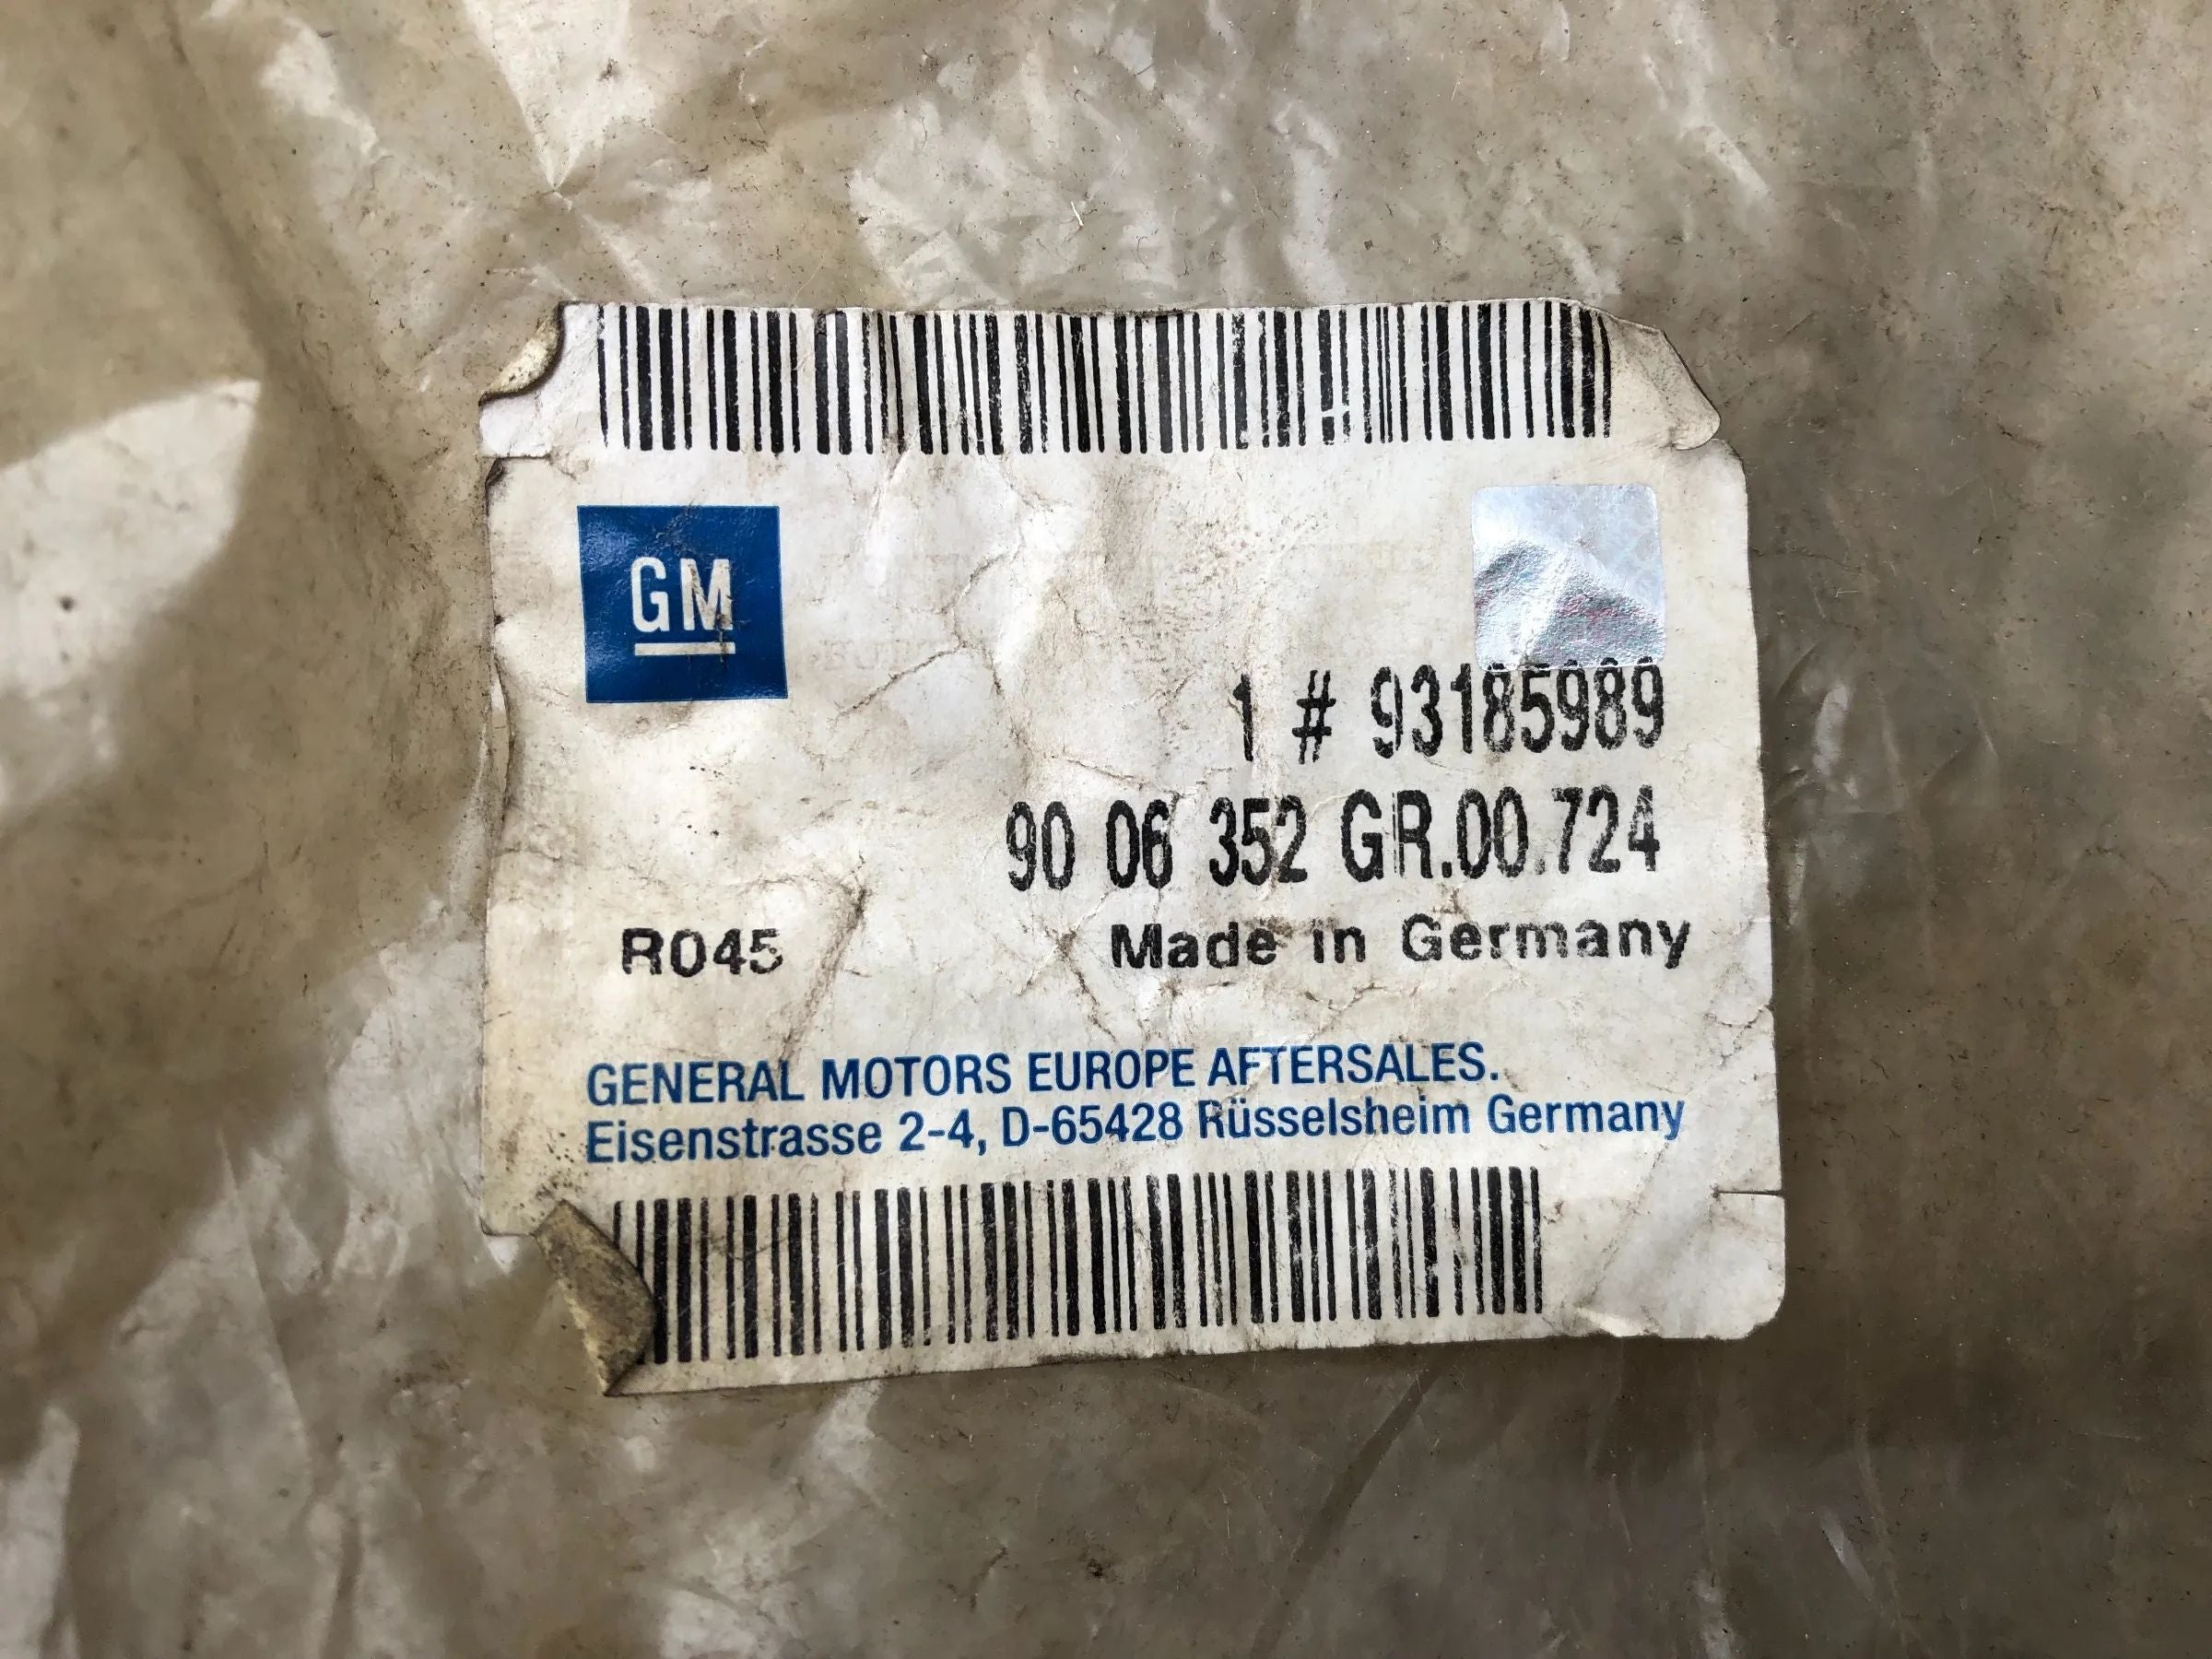 GM
1 # 93185989
90 06 352 GR.00.724
R045 Made in Germany
GENERAL MOTORS EUROPE AFTERSALES.
Eisenstrasse 2-4, D-65428 Rüsselsheim Germany